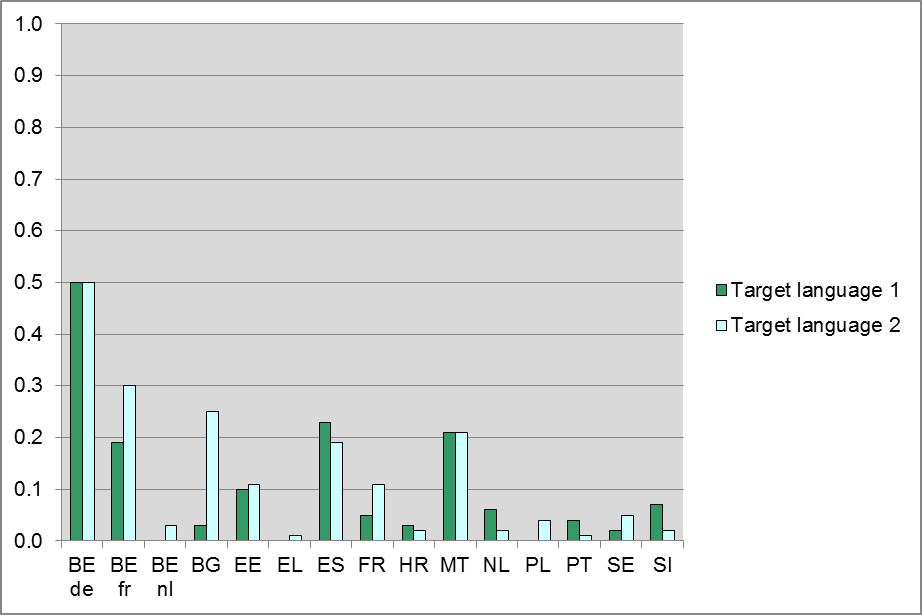 1.0
0.9
0.8
0.7
0.6
0.5
0.4
0.3
0.2
0.1
0.0
BE BE BE BG EE EL ES FR HR MT NL PL PT SE SI
de fr nl
Target language 1
Target language 2